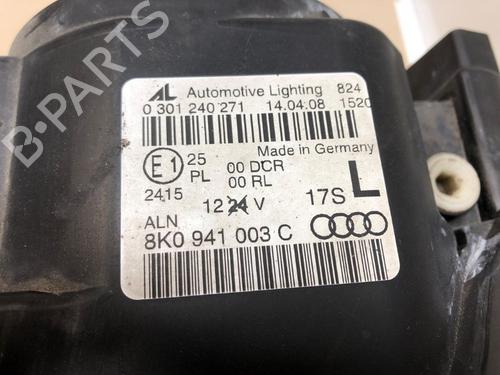 AL Automotive Lighting 824
0 301 240 271 14.04.08 1520
Made in Germany
E1 25 00 DCR
PL 00 RL
2415
12 24 V 17S L
ALN
8K0 941 003 C
B-PARTS